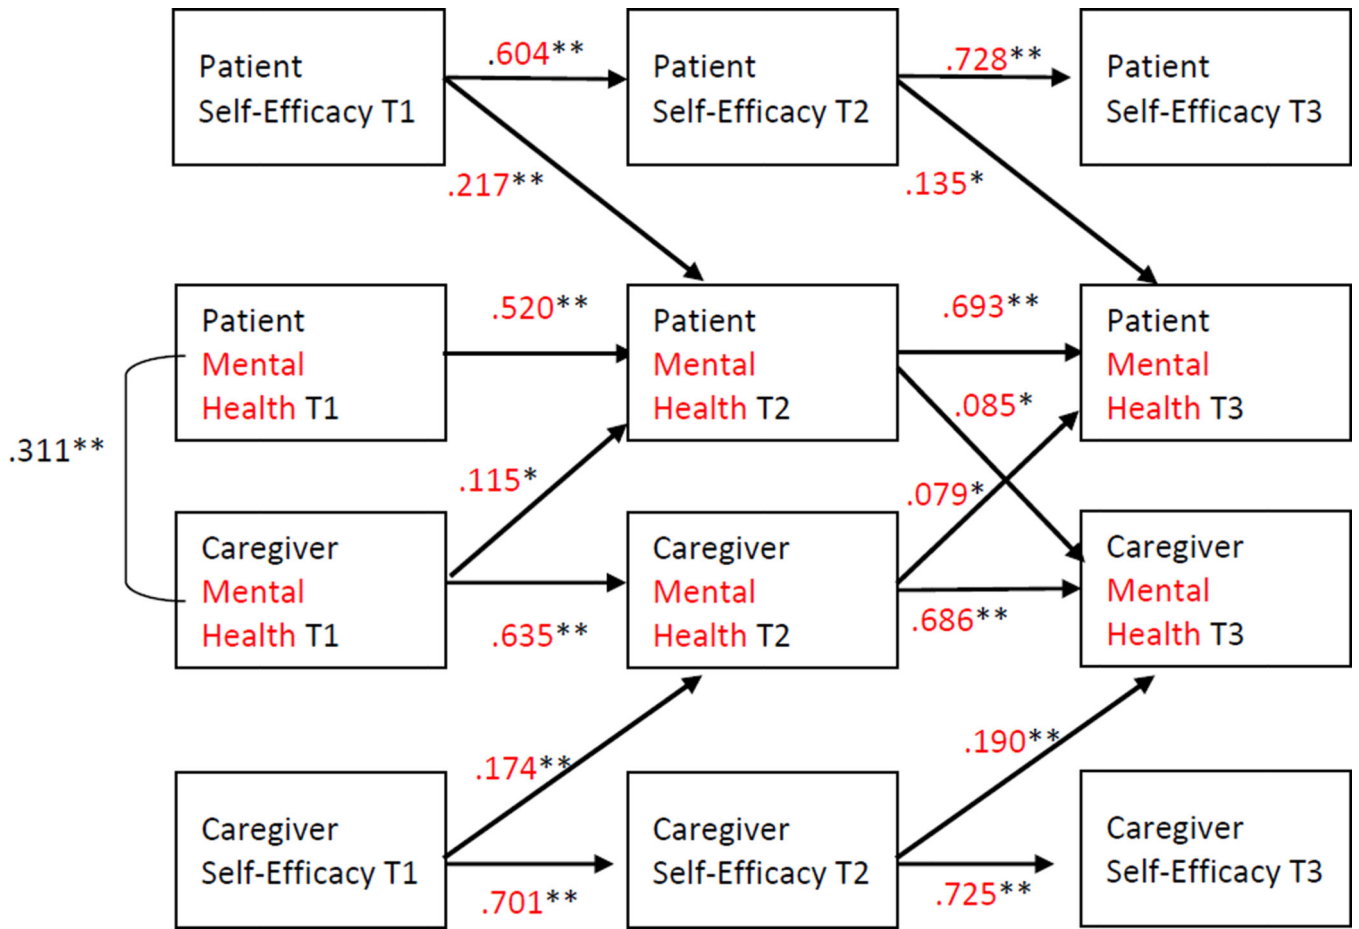 Patient
Self-Efficacy T1
.604**
Patient
Self-Efficacy T2
.728**
Patient
Self-Efficacy T3
.217**
.135*
Patient
Mental
Health T1
.520**
Patient
Mental
Health T2
.693**
Patient
Mental
Health T3
.311**
.115*
.085*
.079*
Caregiver
Mental
Health T1
.635**
Caregiver
Mental
Health T2
.686**
Caregiver
Mental
Health T3
.174**
.190**
Caregiver
Self-Efficacy T1
.701**
Caregiver
Self-Efficacy T2
.725**
Caregiver
Self-Efficacy T3